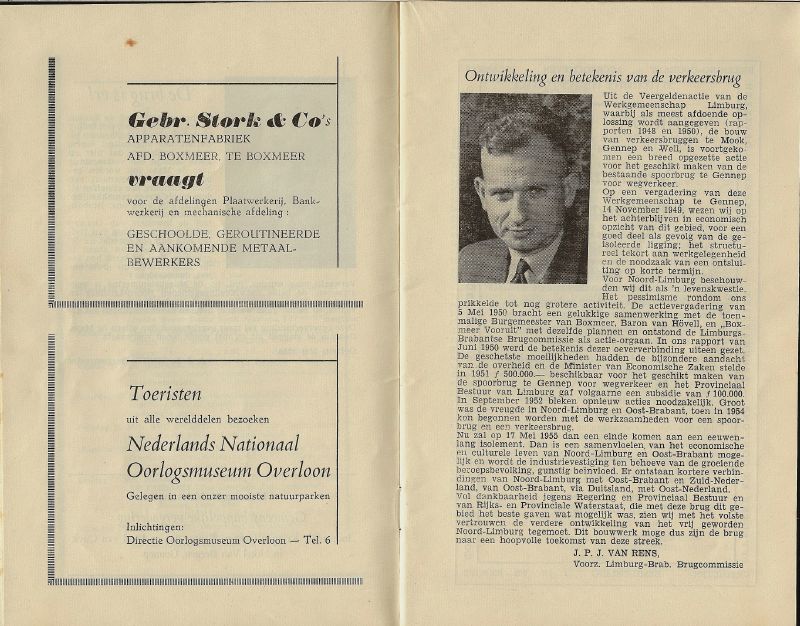 Gebr. Stork & Co's
APPARATENFABRIEK
AFD. BOXMEER, TE BOXMEER
vraagt
voor de afdelingen Plaatwerkerij, Bank-
werkerij en mechanische afdeling :
GESCHOOLDE, GEROUTINEERDE
EN AANKOMENDE METAAL-
BEWERKERS
Toeristen
uit alle werelddelen bezoeken
Nederlands Nationaal
Oorlogsmuseum Overloon
Gelegen in een onzer mooiste natuurparken
Inlichtingen:
Directie Oorlogsmuseum Overloon — Tel. 6
Ontwikkeling en betekenis van de verkeersbrug
Uit de Veergeldenactie van de
Werkgemeenschap Limburg,
waarbij als meest afdoende op-
lossing wordt aangegeven (rap-
porten 1948 en 1950), de bouw
van verkeersbruggen te Mook,
Gennep en Well, is voortgeko-
men een breed opgezette actie
voor het geschikt maken van de
bestaande spoorbrug te Gennep
voor wegverkeer.
Op een vergadering van deze
Werkgemeenschap te Gennep,
14 November 1949, wezen wij op
het achterblijven in economisch
opzicht van dit gebied, voor een
goed deel als gevolg van de ge-
isoleerde ligging; het structu-
reel tekort aan werkgelegenheid
en de noodzaak van een ontslui-
ting op korte termijn.
Voor Noord-Limburg beschouw-
den wij dit als 'n levenskwestie.
Het pessimisme rondom ons
prikkelde tot nog grotere activiteit. De actievergadering van
5 Mei 1950 bracht een gelukkige samenwerking met de toen-
malige Burgemeester van Boxmeer, Baron van Hövell, en „Box-
meer Vooruit" met dezelfde plannen en ontstond de Limburgs-
Brabantse Brugcommissie als actie-orgaan. In ons rapport van
Juni 1950 werd de betekenis dezer oeververbinding uiteen gezet.
De geschetste moeilijkheden hadden de bijzondere aandacht
van de overheid en de Minister van Economische Zaken stelde
in 1951 ƒ 500.000.— beschikbaar voor het geschikt maken van
de spoorbrug te Gennep voor wegverkeer en het Provinciaal
Bestuur van Limburg gaf volgaarne een subsidie van ƒ 100.000.
In September 1952 bleken opnieuw acties noodzakelijk. Groot
was de vreugde in Noord-Limburg en Oost-Brabant, toen in 1954
kon begonnen worden met de werkzaamheden voor een spoor-
brug en een verkeersbrug.
Nu zal op 17 Mei 1955 dan een einde komen aan een eeuwen-
lang isolement. Dan is een samenvloeien, van het economische
en culturele leven van Noord-Limburg en Oost-Brabant moge-
lijk en wordt de industrievestiging ten behoeve van de groeiende
beroepsbevolking, gunstig beïnvloed. Er ontstaan kortere verbin-
dingen van Noord-Limburg met Oost-Brabant en Zuid-Neder-
land, van Oost-Brabant, via Duitsland, met Oost-Nederland.
Vol dankbaarheid jegens Regering en Provinciaal Bestuur en
van Rijks- en Provinciale Waterstaat, die met deze brug dit ge-
bied het beste gaven wat mogelijk was, zien wij met het volste
vertrouwen de verdere ontwikkeling van het vrij geworden
Noord-Limburg tegemoet. Dit bouwwerk moge dus zijn de brug
naar een hoopvolle toekomst van deze streek.
J. P. J. VAN RENS,
Voorz. Limburg-Brab. Brugcommissie